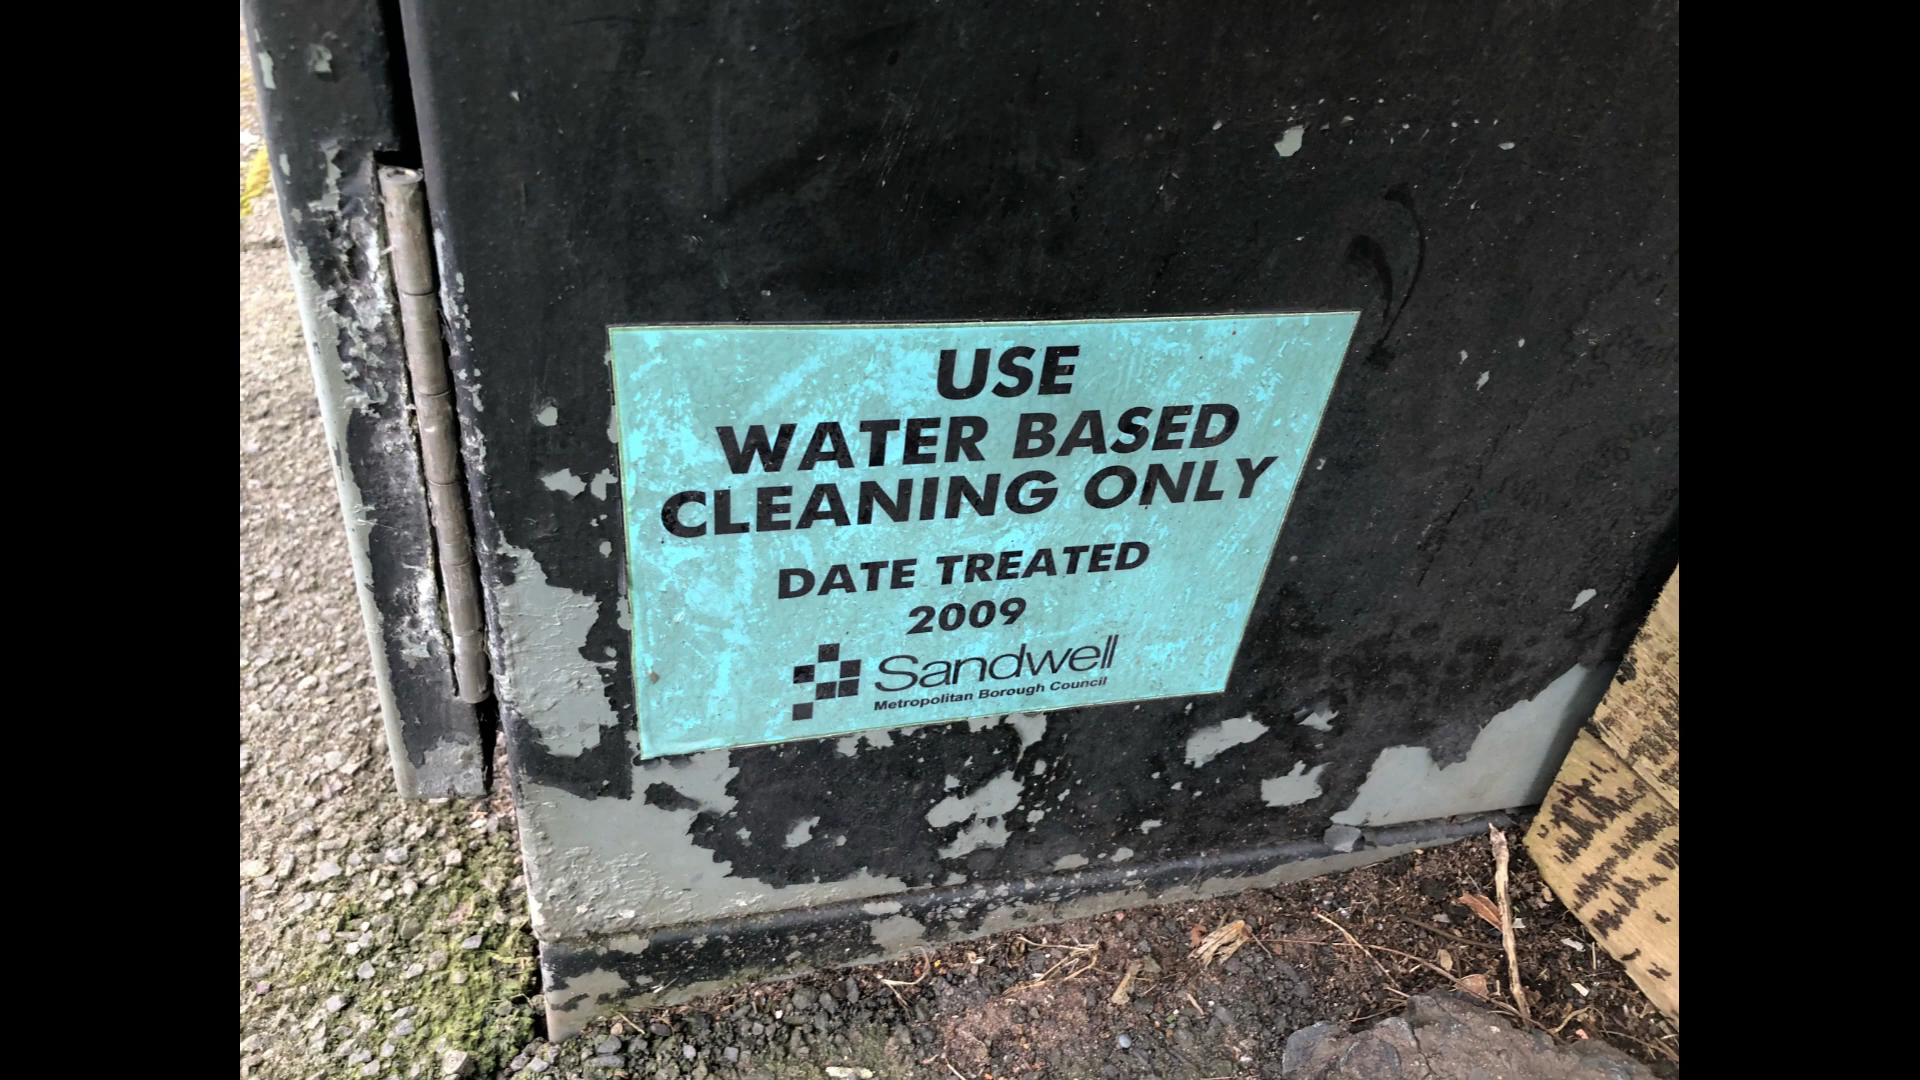 USE
WATER BASED
CLEANING ONLY
DATE TREATED
2009
Sandwell
Metropolitan Borough Council